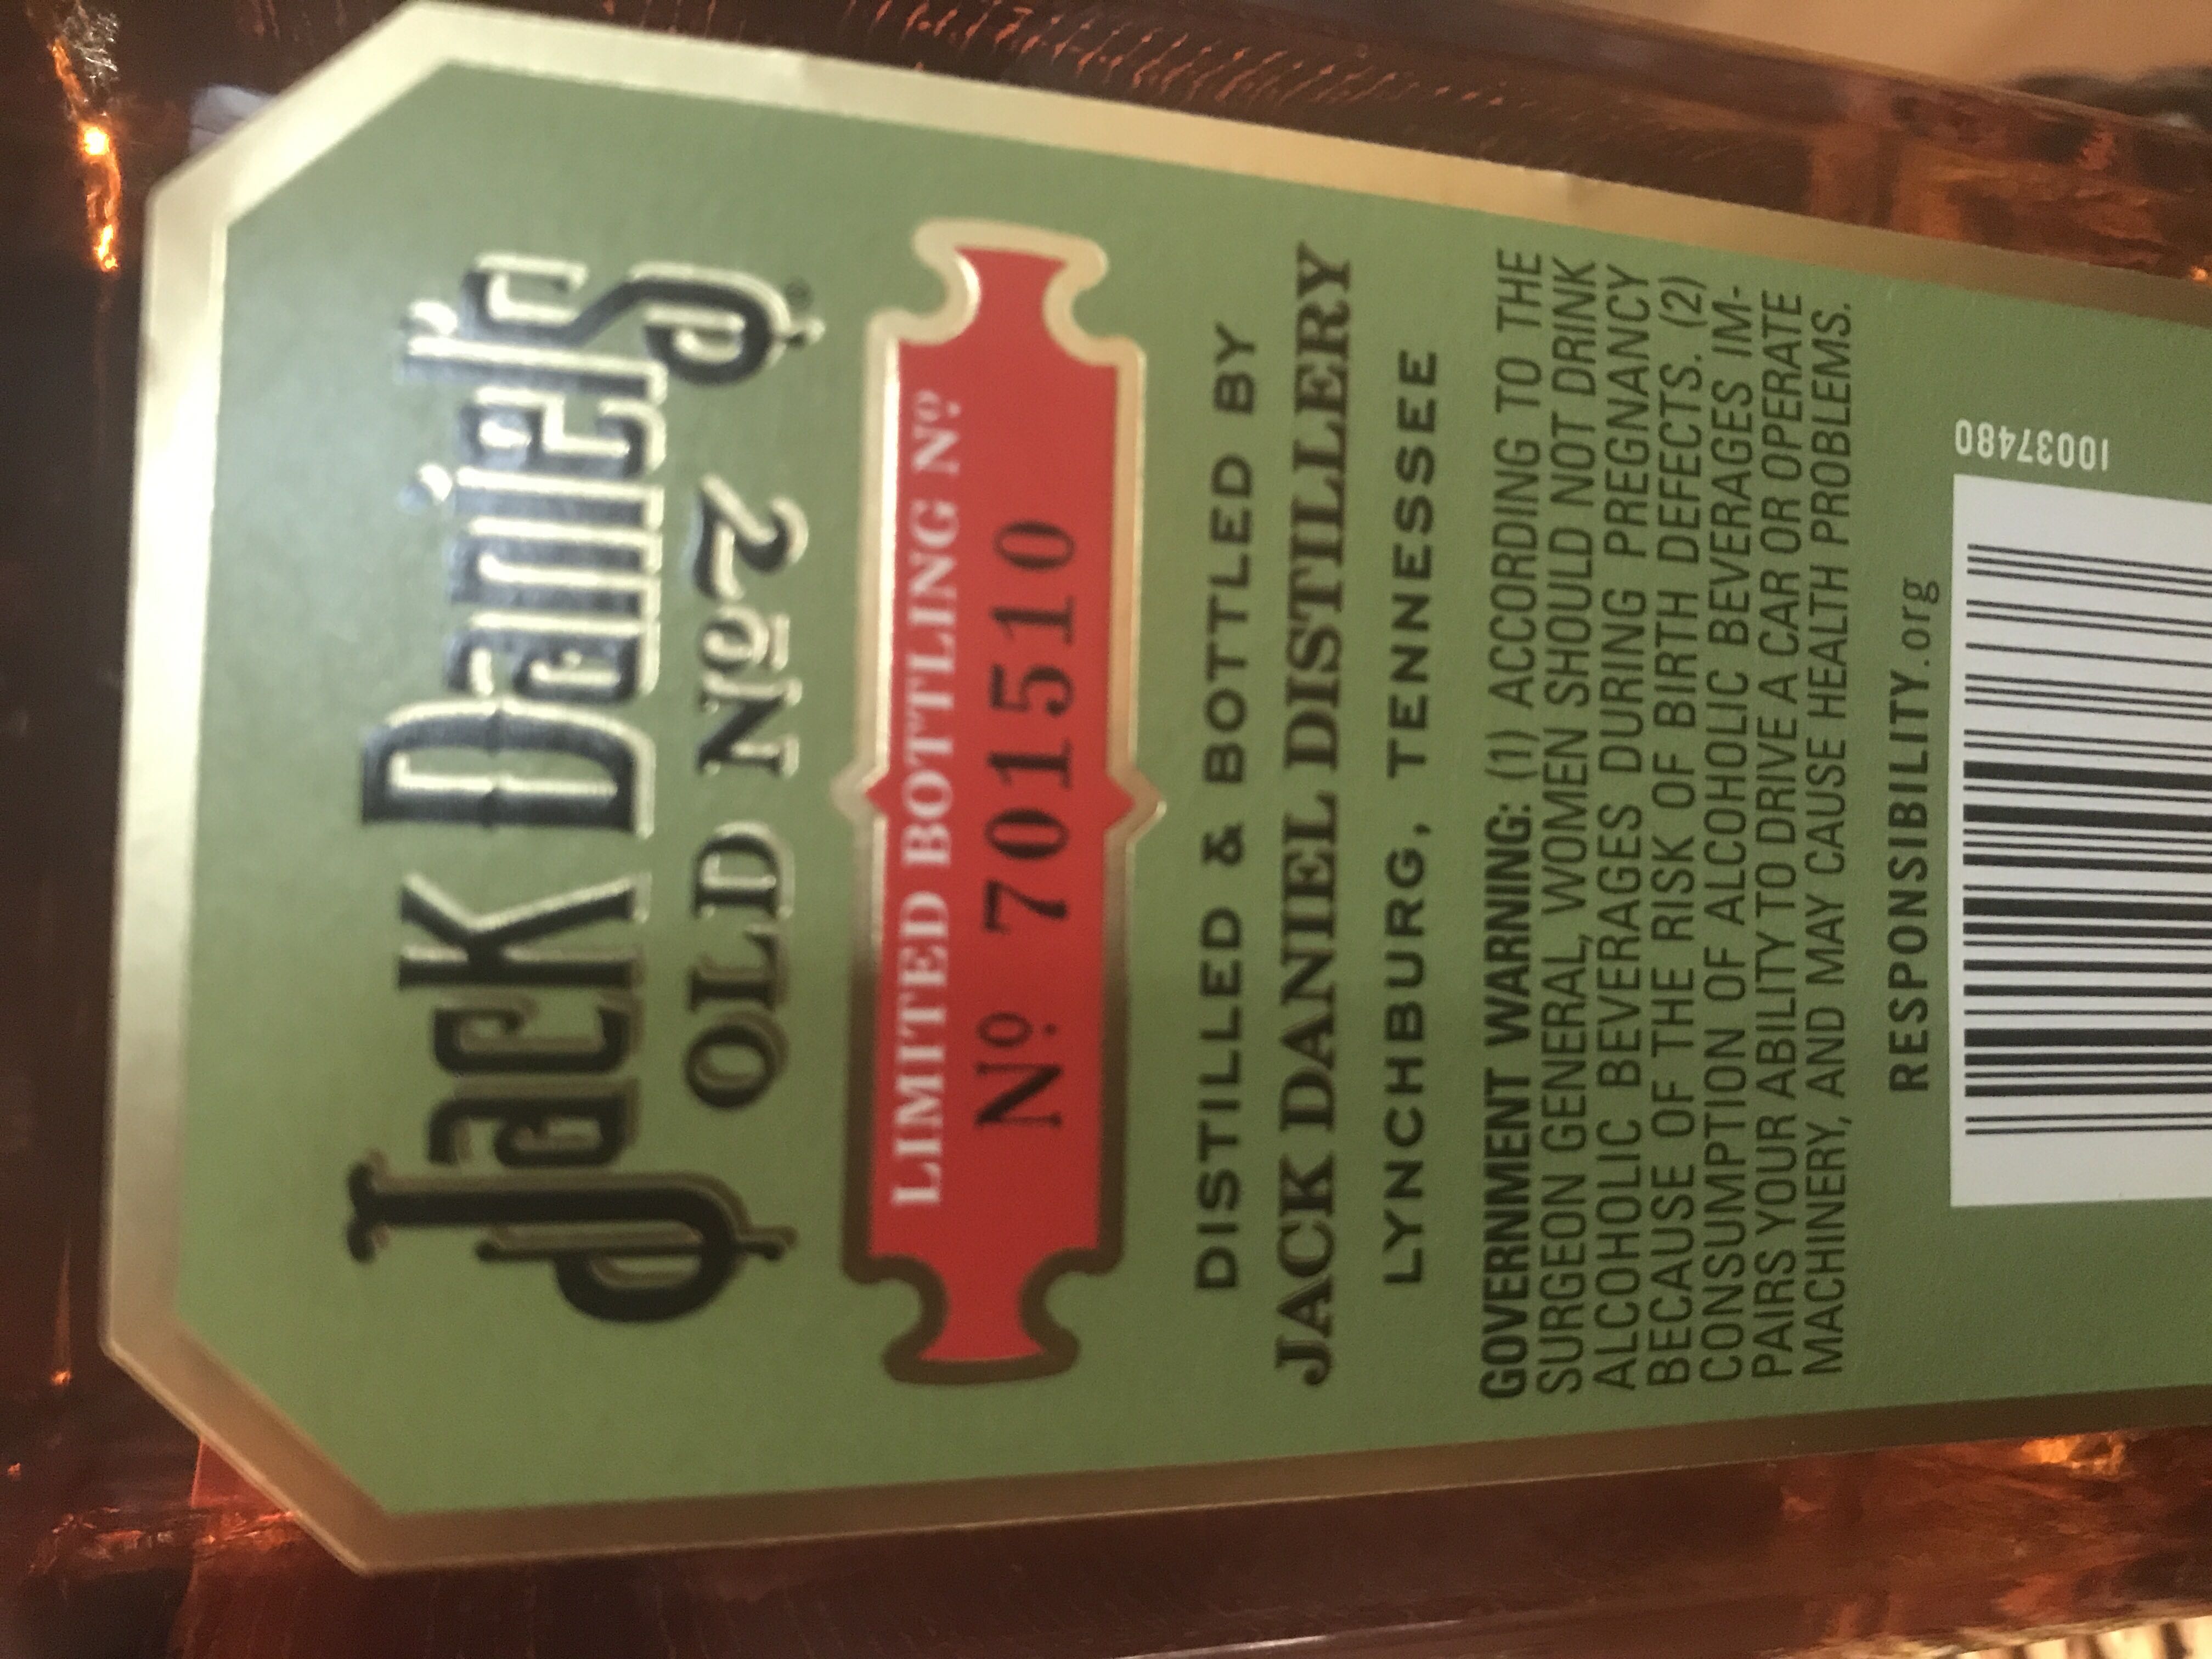 Jack Daniel's®
OLD Nº 2
LIMITED BOTTLING Nº
Nº 701510
DISTILLED & BOTTLED BY
JACK DANIEL DISTILLERY
LYNCHBURG, TENNESSEE
GOVERNMENT WARNING: (1) ACCORDING TO THE
SURGEON GENERAL, WOMEN SHOULD NOT DRINK
ALCOHOLIC BEVERAGES DURING PREGNANCY
BECAUSE OF THE RISK OF BIRTH DEFECTS. (2)
CONSUMPTION OF ALCOHOLIC BEVERAGES IM-
PAIRS YOUR ABILITY TO DRIVE A CAR OR OPERATE
MACHINERY, AND MAY CAUSE HEALTH PROBLEMS.
RESPONSIBILITY.org
10037480